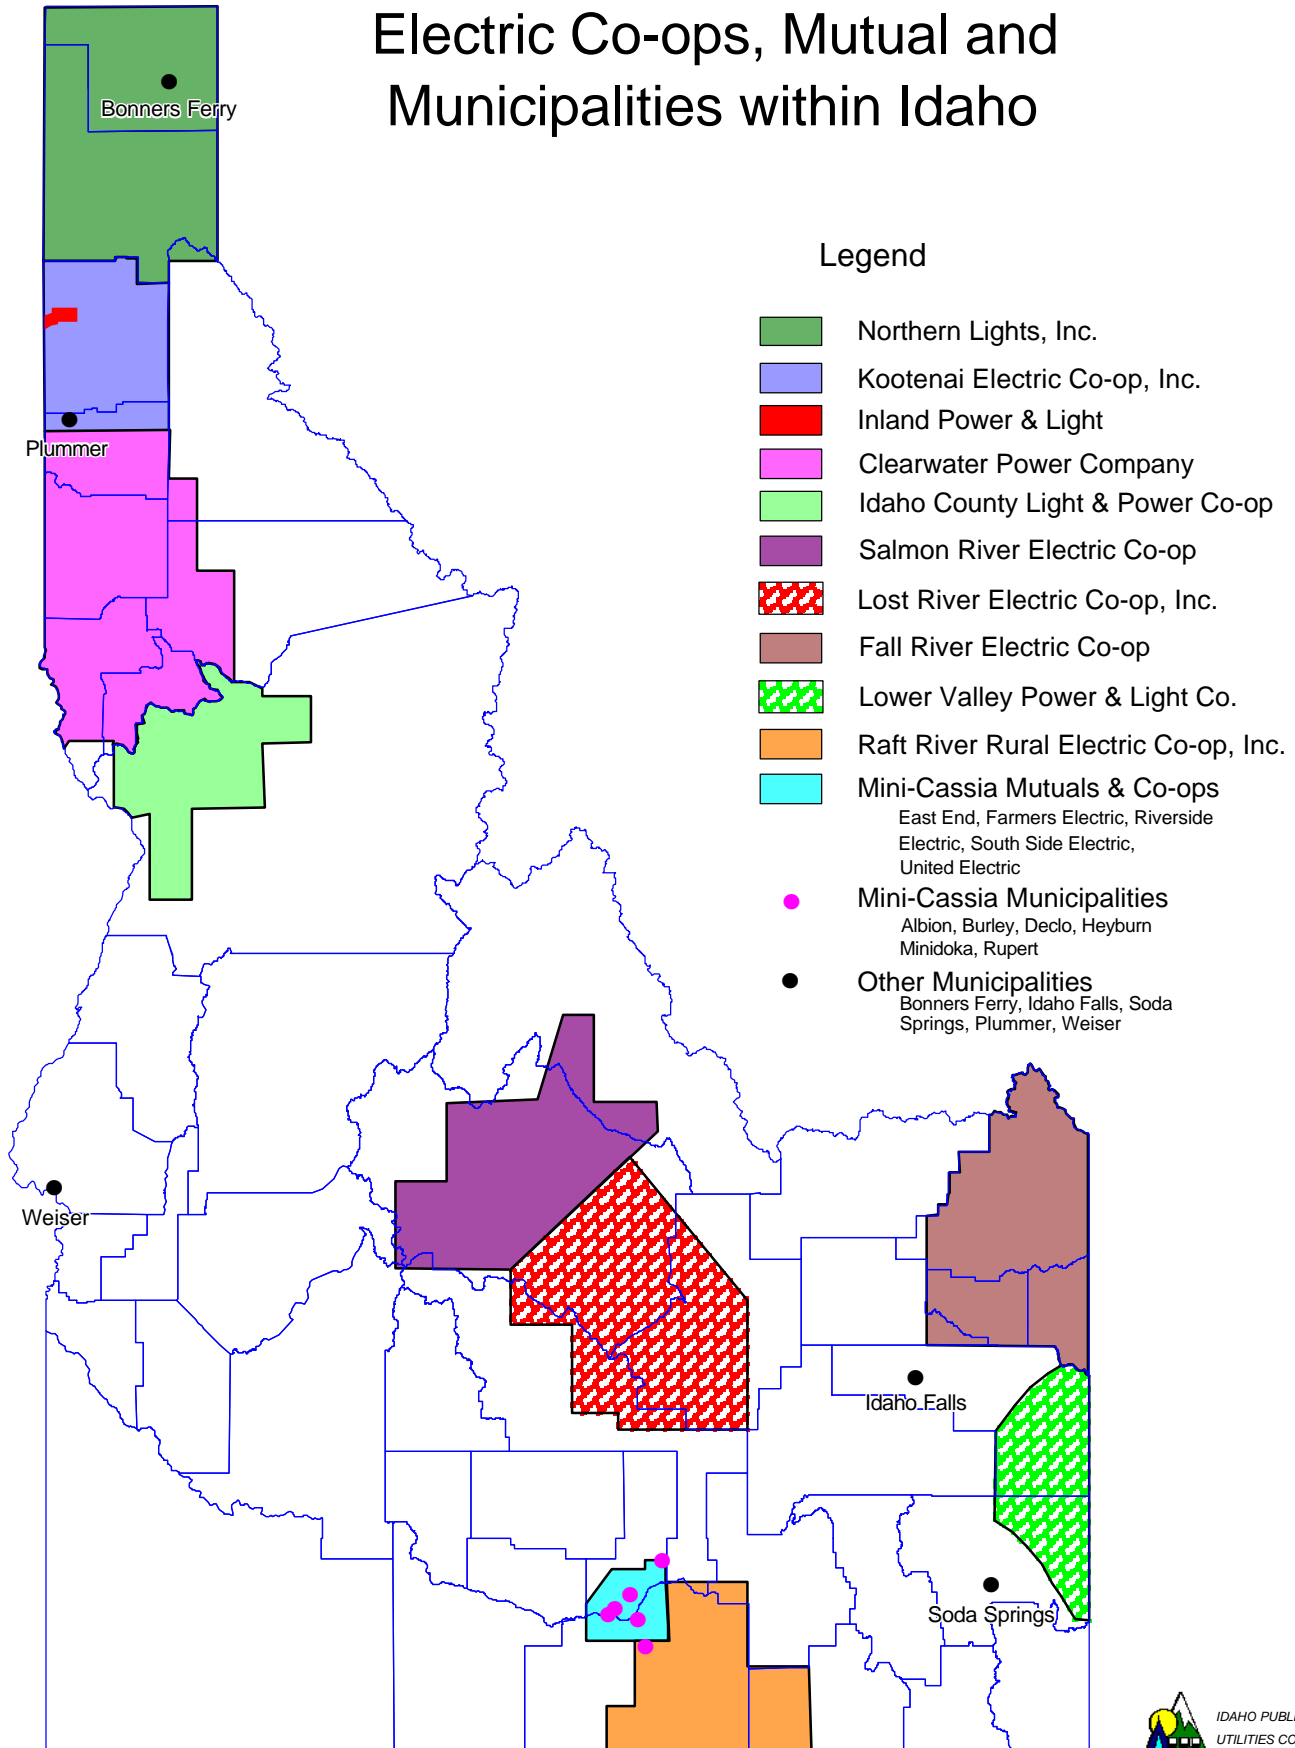 Electric Co-ops, Mutual and
Municipalities within Idaho
Bonners Ferry
Legend
Northern Lights, Inc.
Kootenai Electric Co-op, Inc.
Inland Power & Light
Plummer
Clearwater Power Company
Idaho County Light & Power Co-op
Salmon River Electric Co-op
Lost River Electric Co-op, Inc.
Fall River Electric Co-op
Lower Valley Power & Light Co.
Raft River Rural Electric Co-op, Inc.
Mini-Cassia Mutuals & Co-ops
East End, Farmers Electric, Riverside
Electric, South Side Electric,
United Electric
Mini-Cassia Municipalities
Albion, Burley, Declo, Heyburn
Minidoka, Rupert
Other Municipalities
Bonners Ferry, Idaho Falls, Soda
Springs, Plummer, Weiser
Weiser
Idaho Falls
Soda Springs
IDAHO
UTILITIES